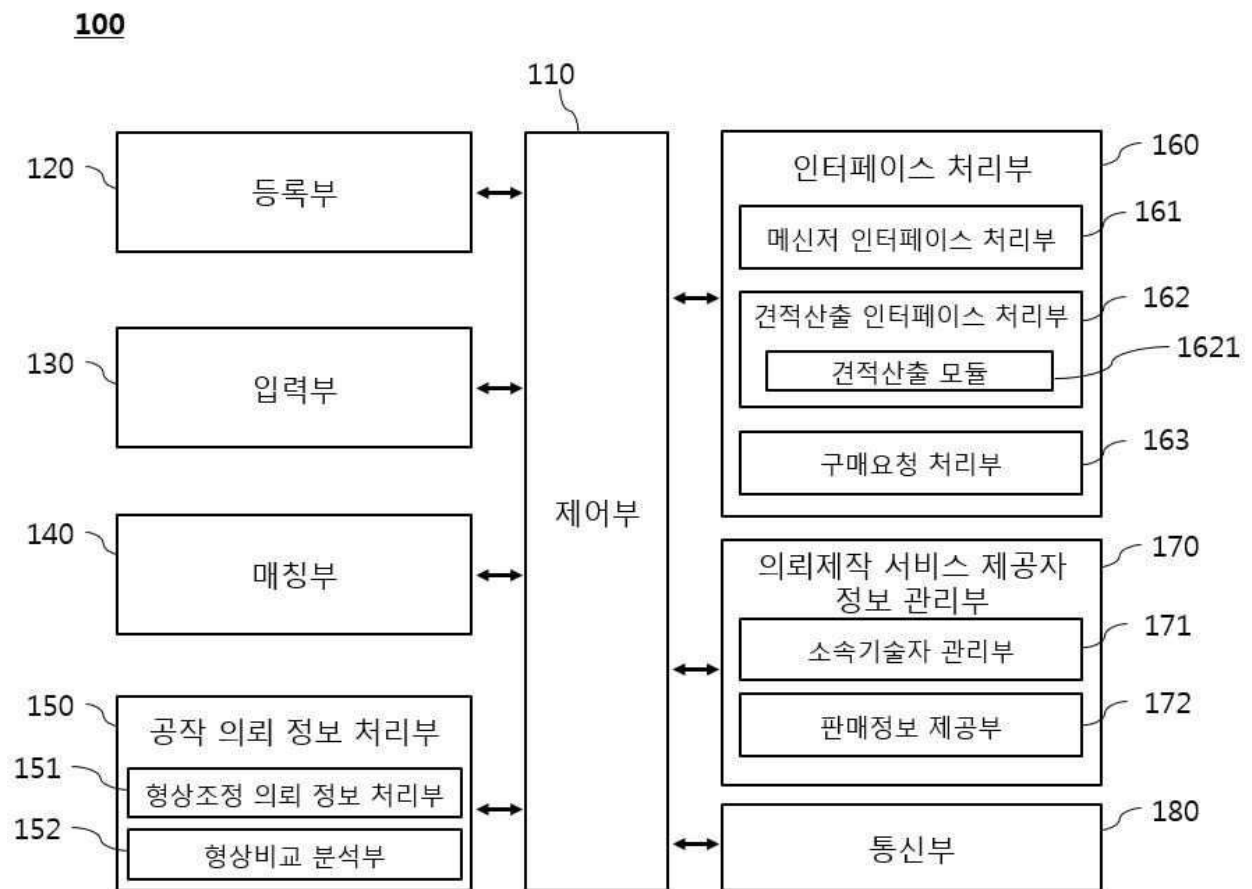 100
110
120
등록부
130
입력부
140
매칭부
150
공작 의뢰 정보 처리부
151
형상조정 의뢰 정보 처리부
152
형상비교 분석부
제어부
인터페이스 처리부
160
메신저 인터페이스 처리부
161
견적산출 인터페이스 처리부
162
견적산출 모듈
1621
구매요청 처리부
163
의뢰제작 서비스 제공자
정보 관리부
170
소속기술자 관리부
171
판매정보 제공부
172
통신부
180